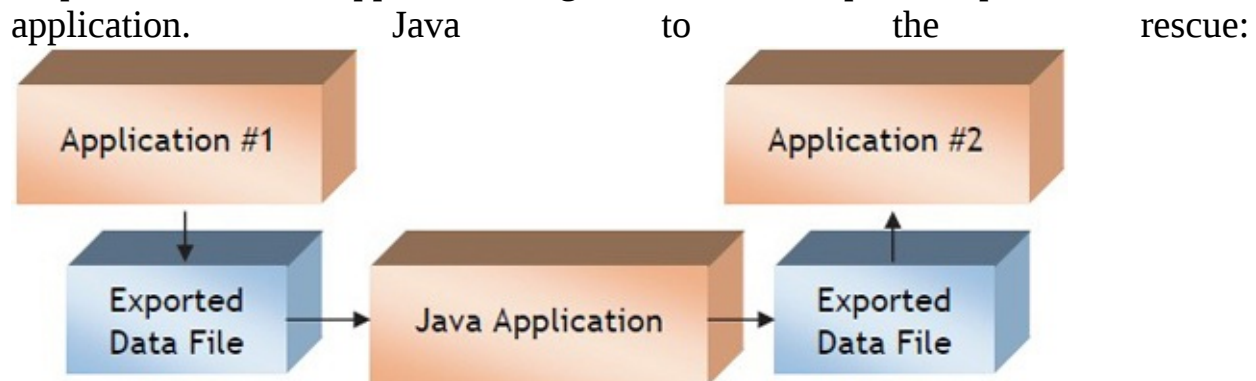 application. Java to the rescue:
Application #1
Application #2
Exported
Data File
Java Application
Exported
Data File